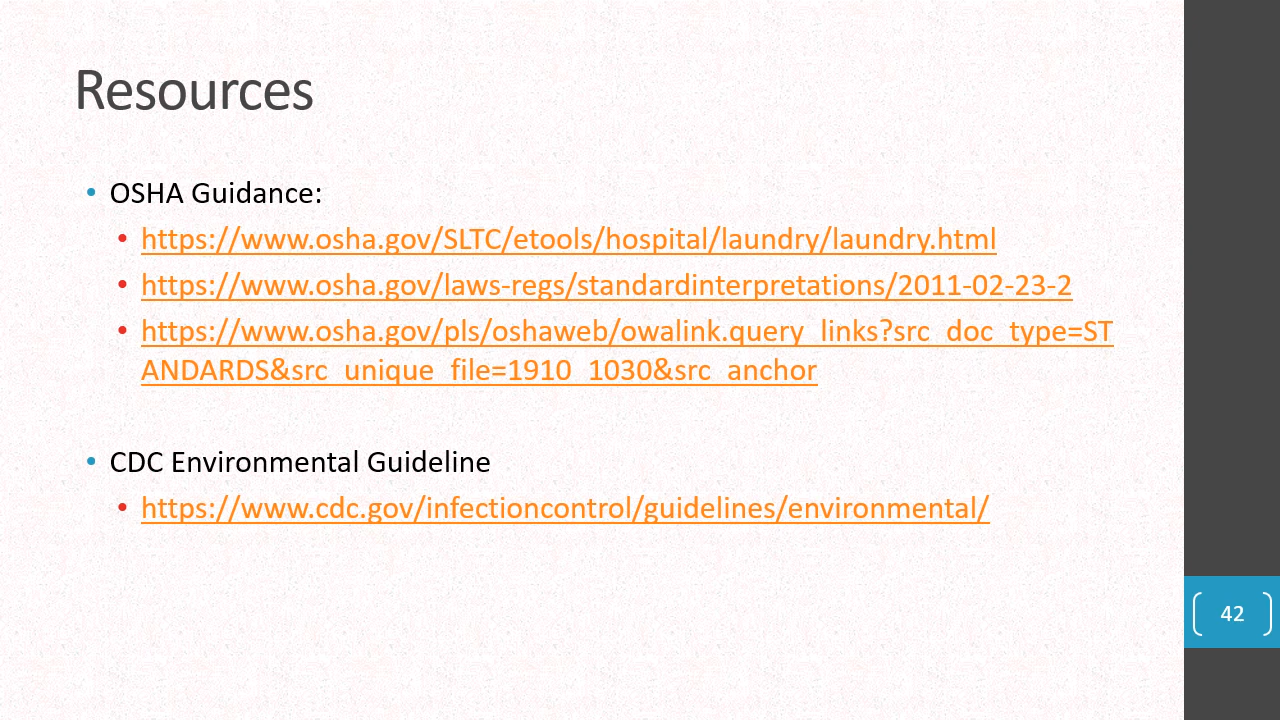 Resources
• OSHA Guidance:
• https://www.osha.gov/SLTC/etools/hospital/laundry/laundry.html
• https://www.osha.gov/laws-regs/standardinterpretations/2011-02-23-2
• https://www.osha.gov/pls/oshaweb/owalink.query_links?src_doc_type=ST
ANDARDS&src_unique_file=1910_1030&src_anchor
• CDC Environmental Guideline
• https://www.cdc.gov/infectioncontrol/guidelines/environmental/
42